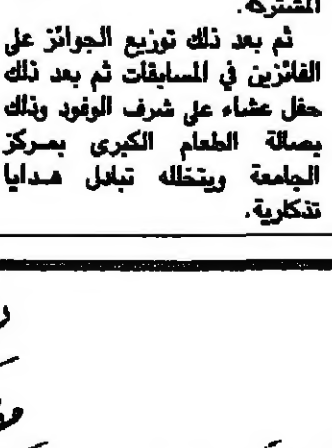 المشتركة.
ثم بعد ذلك توزيع الجوائز على
الفائزين في المسابقات ثم بعد ذلك
حفل عشاء على شرف الوفود وذلك
بصالة الطعام الكبرى بمركز
الجامعة ويتخلله تبادل هدايا
تذكارية.